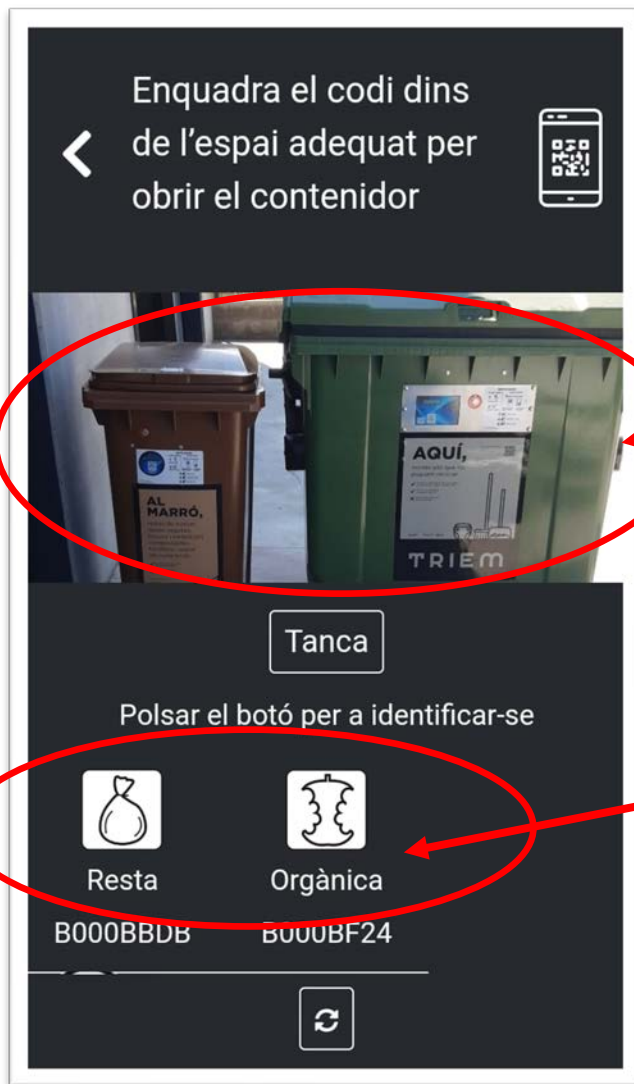 Enquadra el codi dins
de l’espai adequat per
obrir el contenidor
AL
MARRÓ,
AQUÍ,
TRIEM
Tanca
Polsar el botó per a identificar-se
Resta
Orgànica
B000BBDB
B000BF24